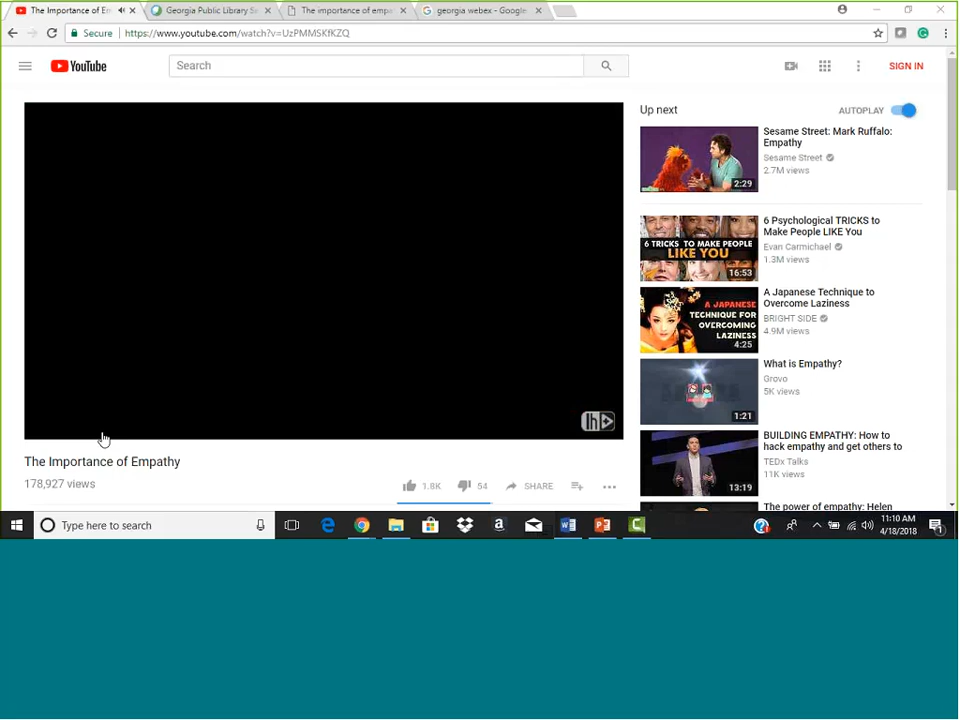 The Importance of Em
Georgia Public Library Se
The importance of empa
georgia webex - Google
Secure
https://www.youtube.com/watch?v=UzPMMSKfKZQ
YouTube
Search
SIGN IN
Up next
AUTOPLAY
Sesame Street: Mark Ruffalo:
Empathy
Sesame Street
2.7M views
2:29
6 Psychological TRICKS to
Make People LIKE You
Evan Carmichael
1.3M views
6 TRICKS TO MAKE PEOPLE
LIKE YOU
16:53
A Japanese Technique to
Overcome Laziness
BRIGHT SIDE
4.9M views
A JAPANESE
TECHNIQUE FOR
OVERCOMING
LAZINESS
4:25
What is Empathy?
Grovo
5K views
1:21
BUILDING EMPATHY: How to
hack empathy and get others to
TEDx Talks
11K views
13:19
The power of empathy: Helen
lh
The Importance of Empathy
178,927 views
1.8K
54
SHARE
Type here to search
11:10 AM
4/18/2018